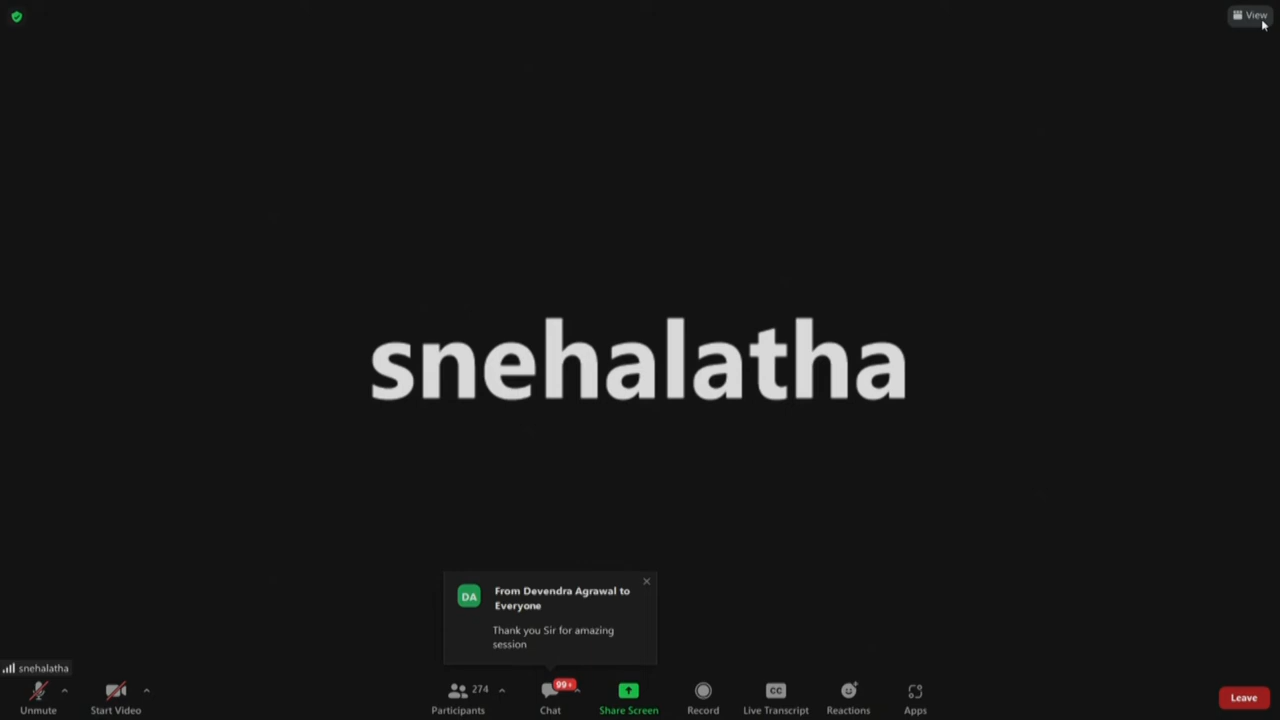 View
snehalatha
From Devendra Agrawal to
Everyone
DA
Thank you Sir for amazing
session
snehalatha
Unmute
Start Video
274
Participants
99+
Chat
Share Screen
Record
CC
Live Transcript
Reactions
Apps
Leave